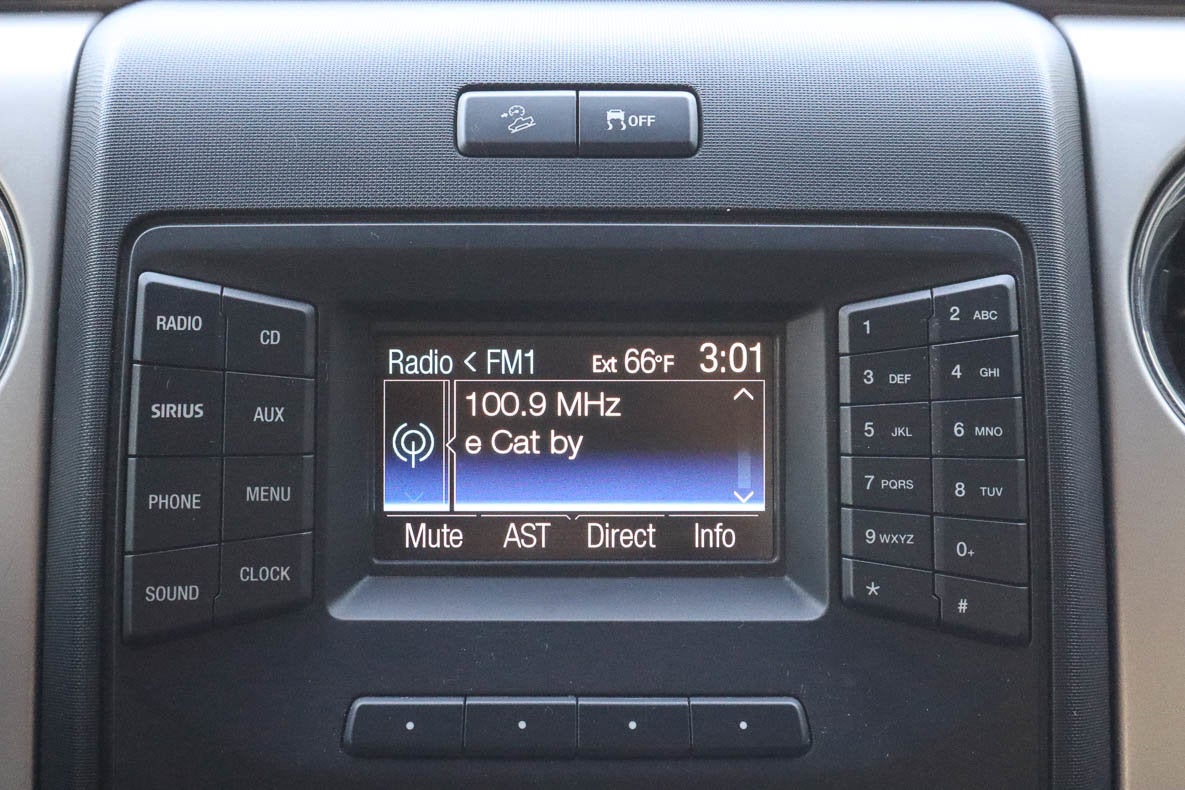 OFF
RADIO
CD
SIRIUS
AUX
PHONE
MENU
SOUND
CLOCK
Radio < FM1 Ext 66°F 3:01
100.9 MHz
e Cat by
Mute AST Direct Info
1
2 ABC
3 DEF
4 GHI
5 JKL
6 MNO
7 PQRS
8 TUV
9 WXYZ
0+
*
#